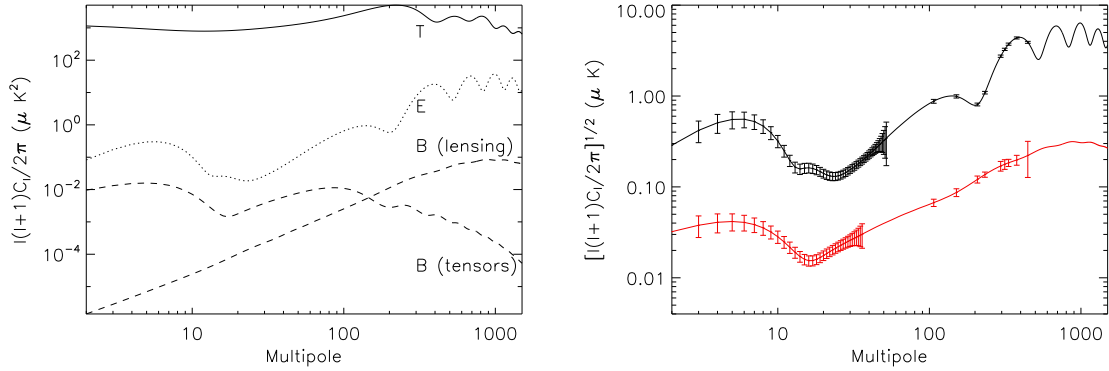 l(l+1)C_l/2π (μ K²)
10²
10⁰
10⁻²
10⁻⁴
T
E
B (lensing)
B (tensors)
10
100
1000
Multipole
[l(l+1)C_l/2π]^{1/2} (μ K)
10.00
1.00
0.10
0.01
10
100
1000
Multipole